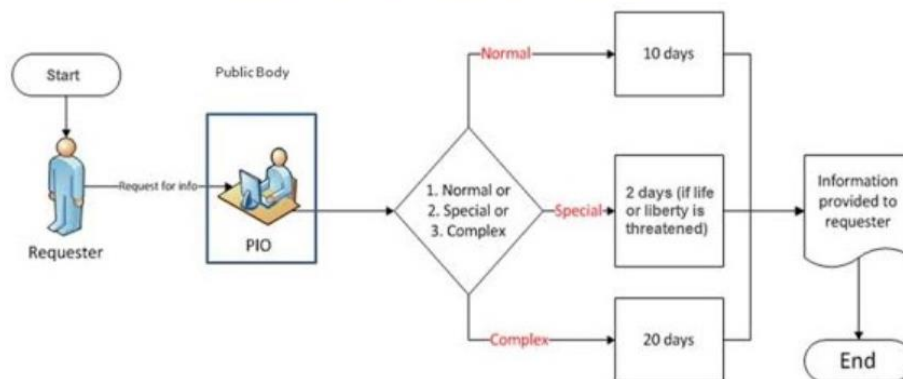 Start
Public Body
Requester
Request for info
PIO
1. Normal or
2. Special or
3. Complex
Normal
10 days
Special
2 days (if life
or liberty is
threatened)
Complex
20 days
Information
provided to
requester
End